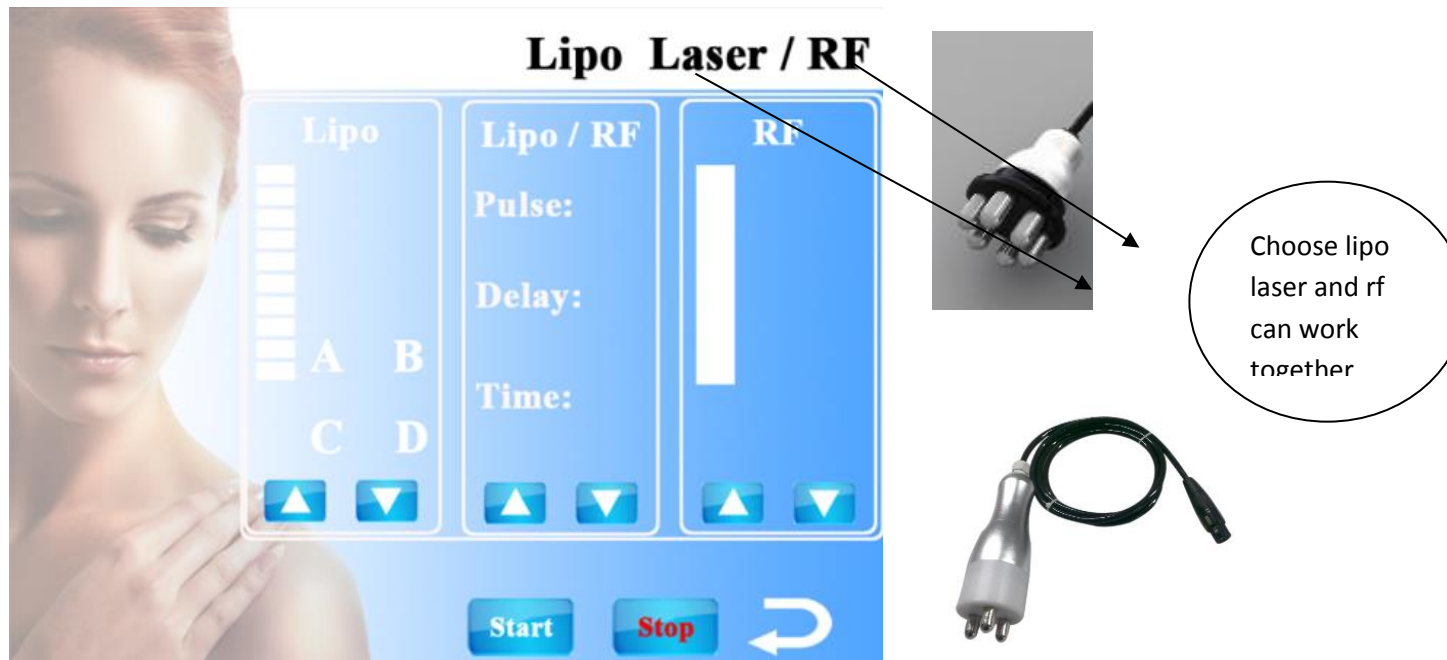 Lipo Laser / RF
Lipo
Lipo / RF
RF
Pulse:
Delay:
Time:
A B
C D
Start
Stop
Choose lipo
laser and rf
can work
together